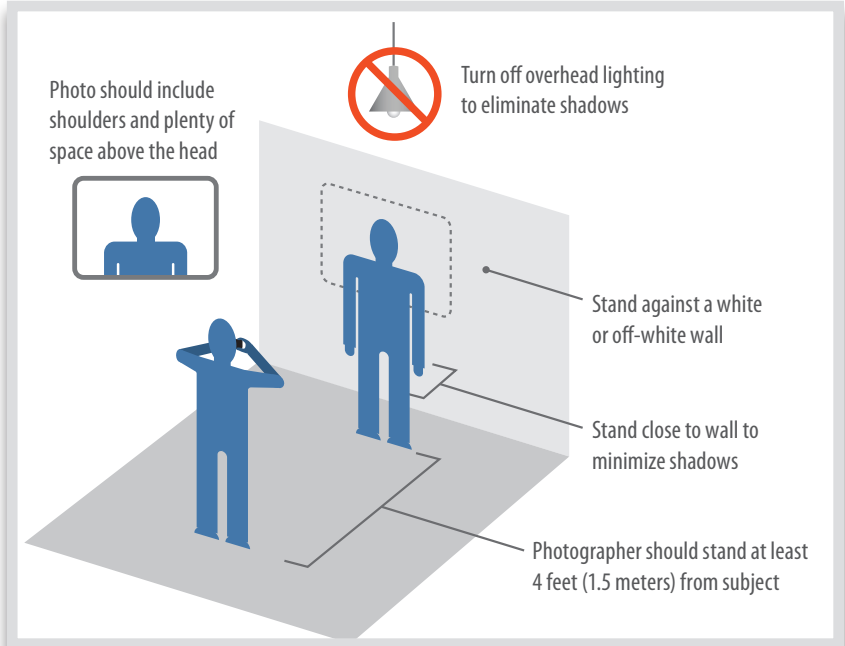 Photo should include
shoulders and plenty of
space above the head
Turn off overhead lighting
to eliminate shadows
Stand against a white
or off-white wall
Stand close to wall to
minimize shadows
Photographer should stand at least
4 feet (1.5 meters) from subject